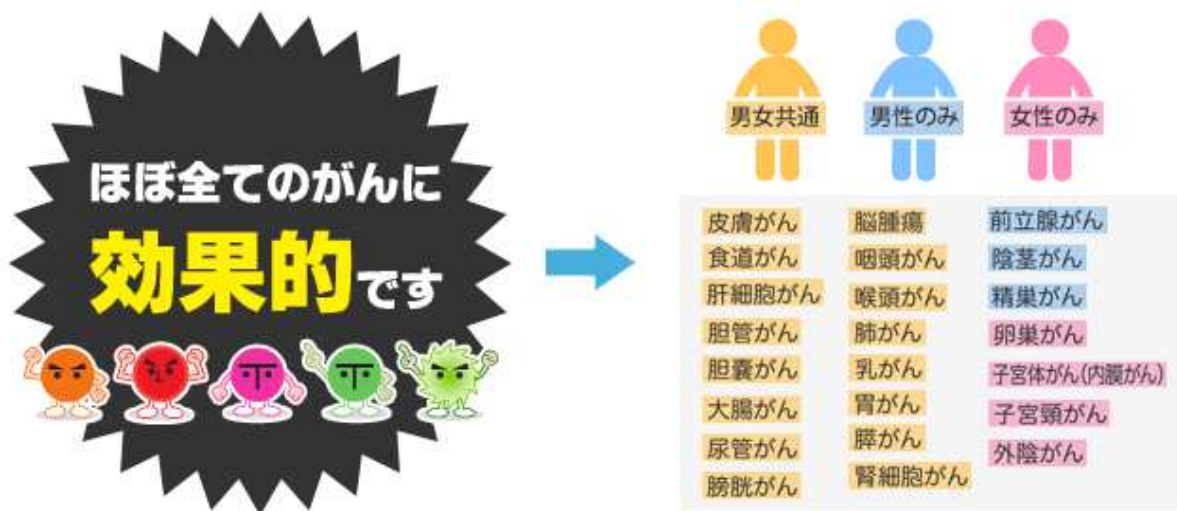 ほぼ全てのがんに
効果的です
男女共通
男性のみ
女性のみ
皮膚がん
食道がん
肝細胞がん
胆管がん
胆嚢がん
大腸がん
尿管がん
膀胱がん
脳腫瘍
咽頭がん
喉頭がん
肺がん
乳がん
胃がん
膵がん
腎細胞がん
前立腺がん
陰茎がん
精巣がん
卵巣がん
子宮体がん(内膜がん)
子宮頸がん
外陰がん